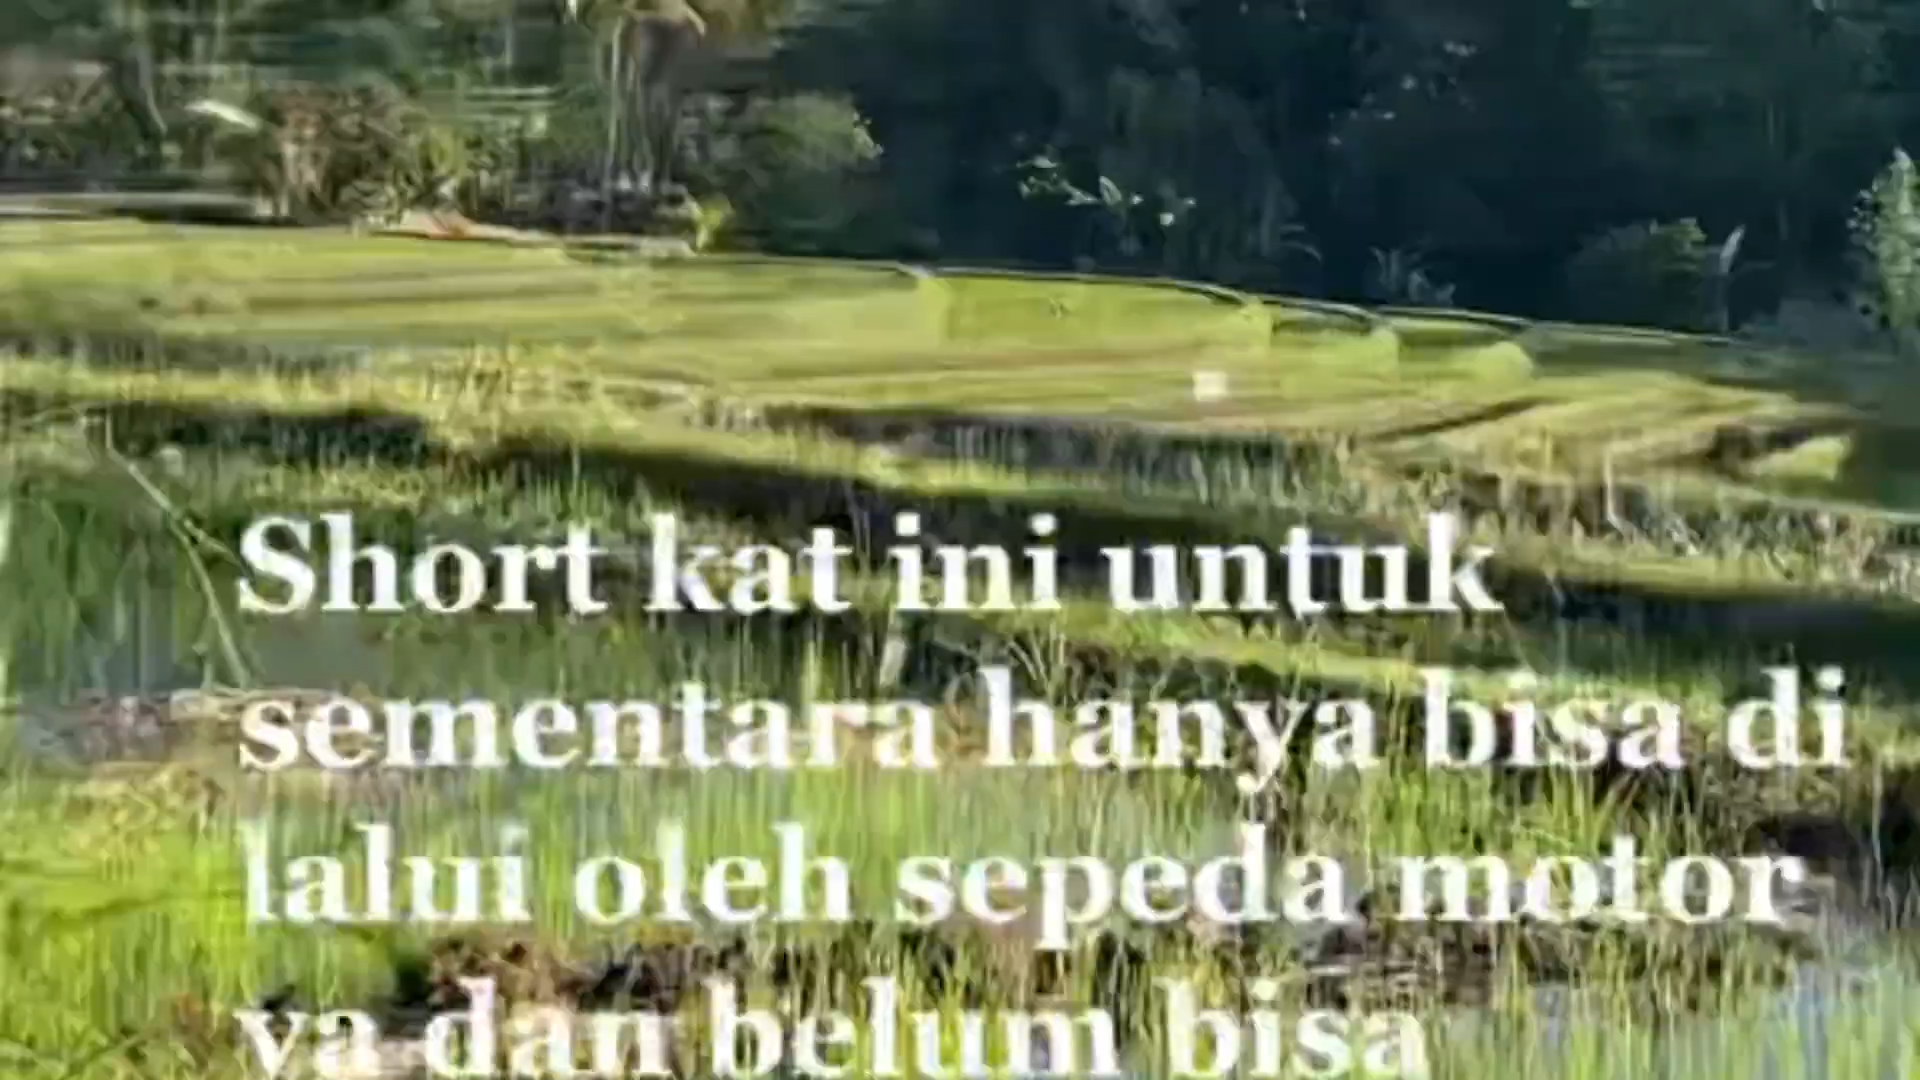 Short kat ini untuk
sementara hanya bisa di
lalui oleh sepeda motor
ya dan belum bisa